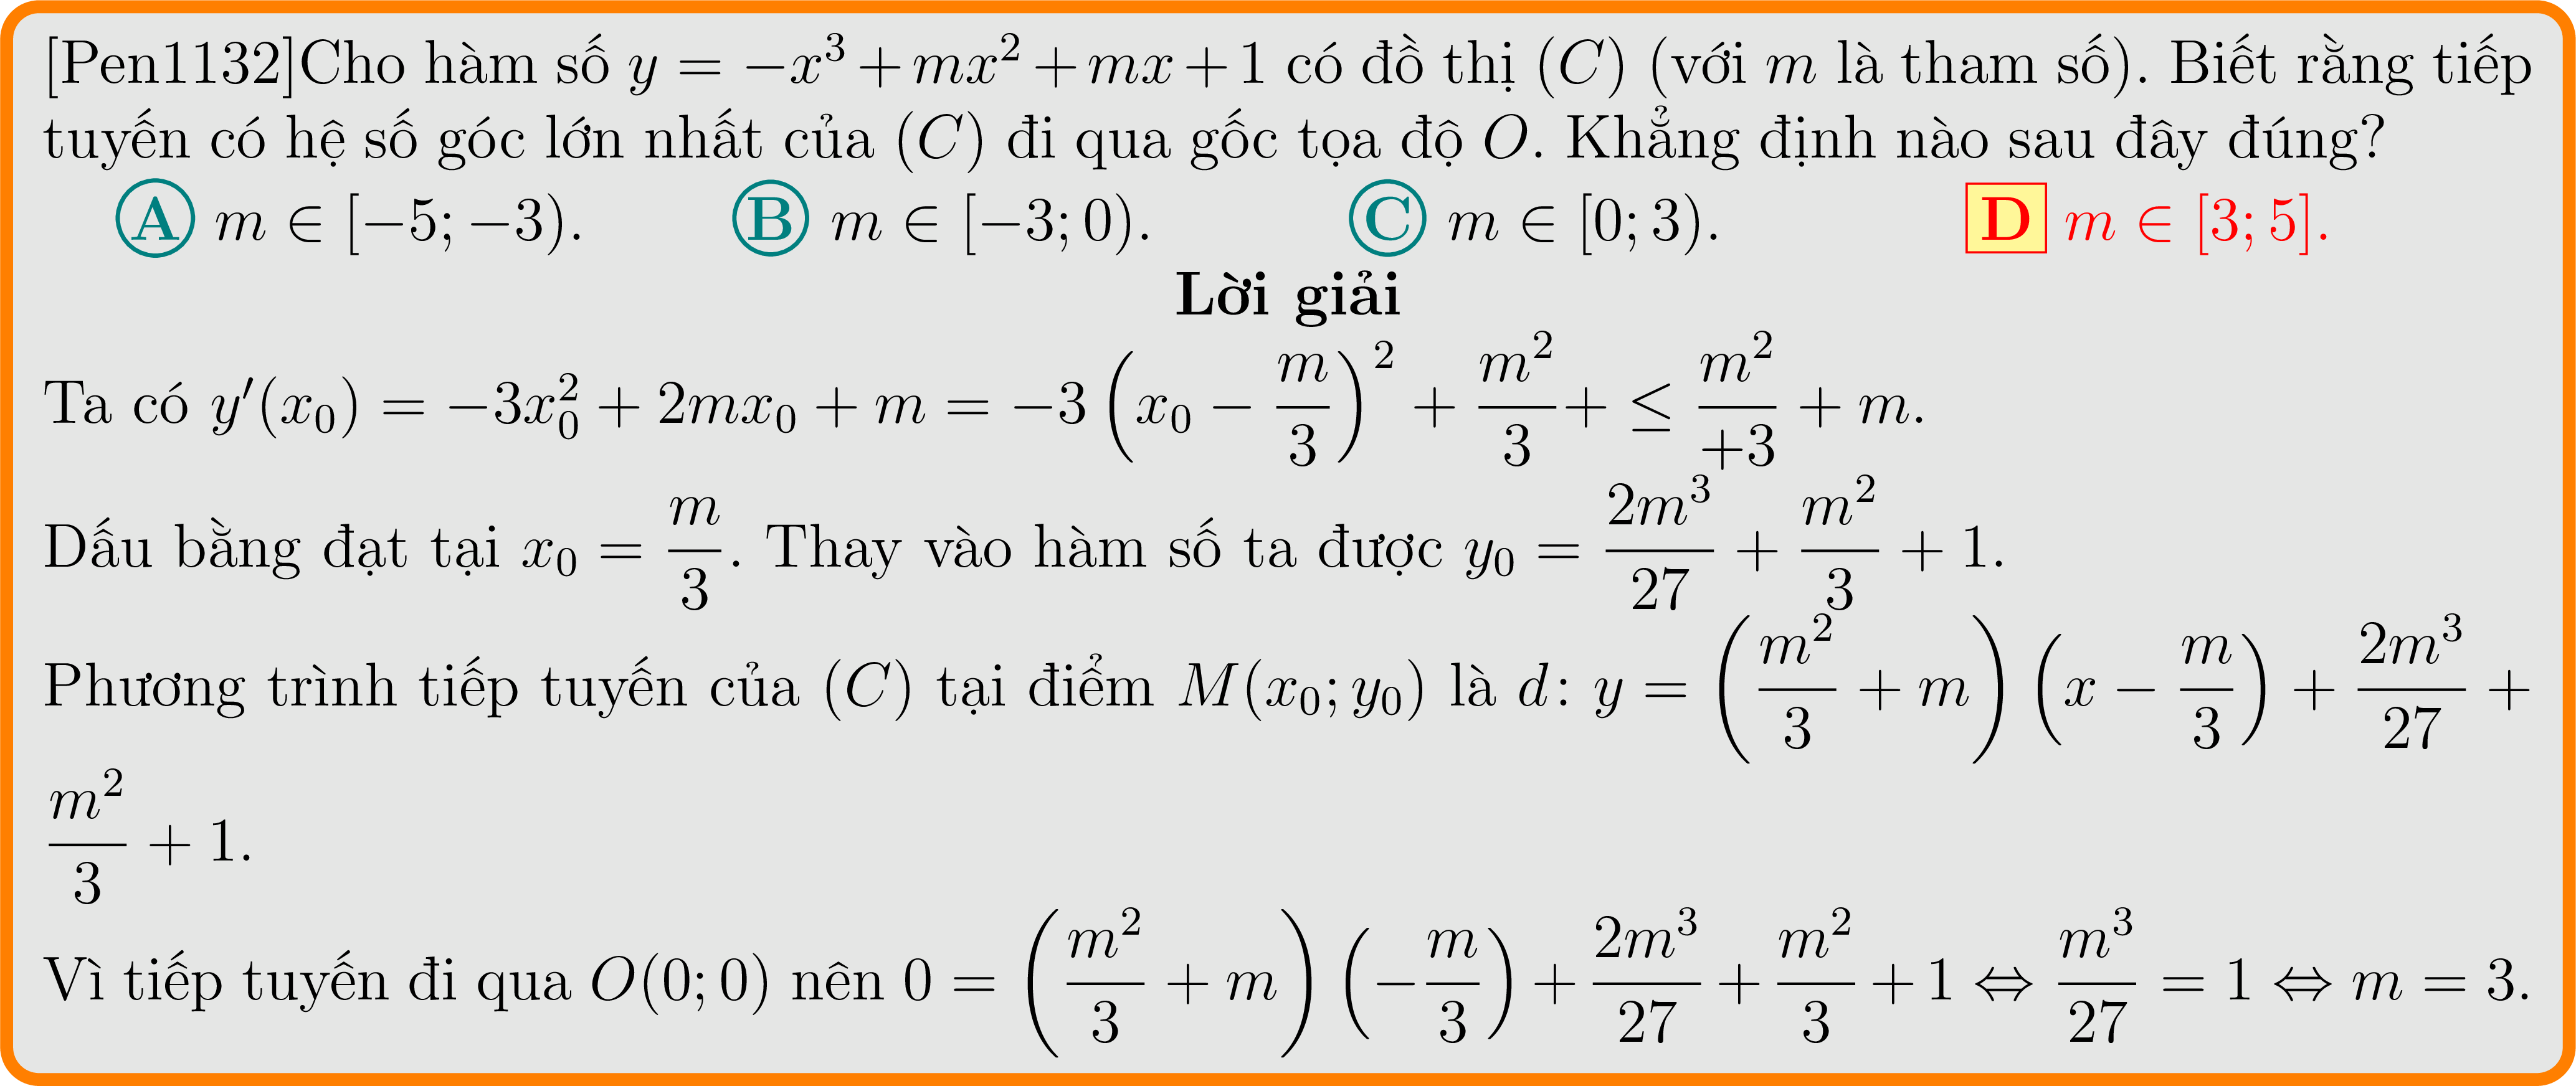 [Pen1132]Cho hàm số $y = -x^3 + mx^2 + mx + 1$ có đồ thị $(C)$ (với $m$ là tham số). Biết rằng tiếp
tuyến có hệ số góc lớn nhất của $(C)$ đi qua gốc tọa độ $O$. Khẳng định nào sau đây đúng?
A $m \in [-5; -3)$. B $m \in [-3; 0)$. C $m \in [0; 3)$. D $m \in [3; 5]$.
Lời giải
Ta có $y'(x_0) = -3x_0^2 + 2mx_0 + m = -3\left(x_0 - \frac{m}{3}\right)^2 + \frac{m^2}{3} + \leq \frac{m^2}{+3} + m$.
Dấu bằng đạt tại $x_0 = \frac{m}{3}$. Thay vào hàm số ta được $y_0 = \frac{2m^3}{27} + \frac{m^2}{3} + 1$.
Phương trình tiếp tuyến của $(C)$ tại điểm $M(x_0; y_0)$ là $d: y = \left(\frac{m^2}{3} + m\right)\left(x - \frac{m}{3}\right) + \frac{2m^3}{27} +$
$\frac{m^2}{3} + 1$.
Vì tiếp tuyến đi qua $O(0; 0)$ nên $0 = \left(\frac{m^2}{3} + m\right)\left(-\frac{m}{3}\right) + \frac{2m^3}{27} + \frac{m^2}{3} + 1 \Leftrightarrow \frac{m^3}{27} = 1 \Leftrightarrow m = 3$.